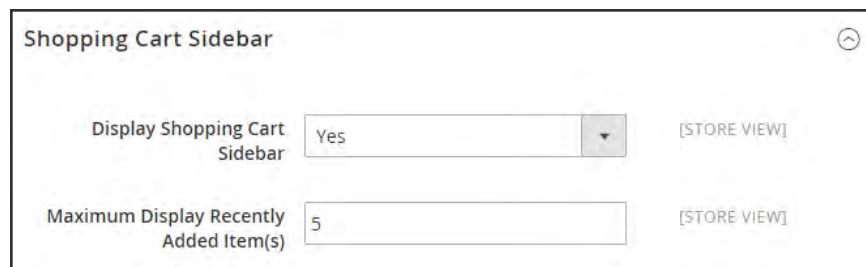 Shopping Cart Sidebar
Display Shopping Cart
Sidebar
Yes
[STORE VIEW]
Maximum Display Recently
Added Item(s)
5
[STORE VIEW]